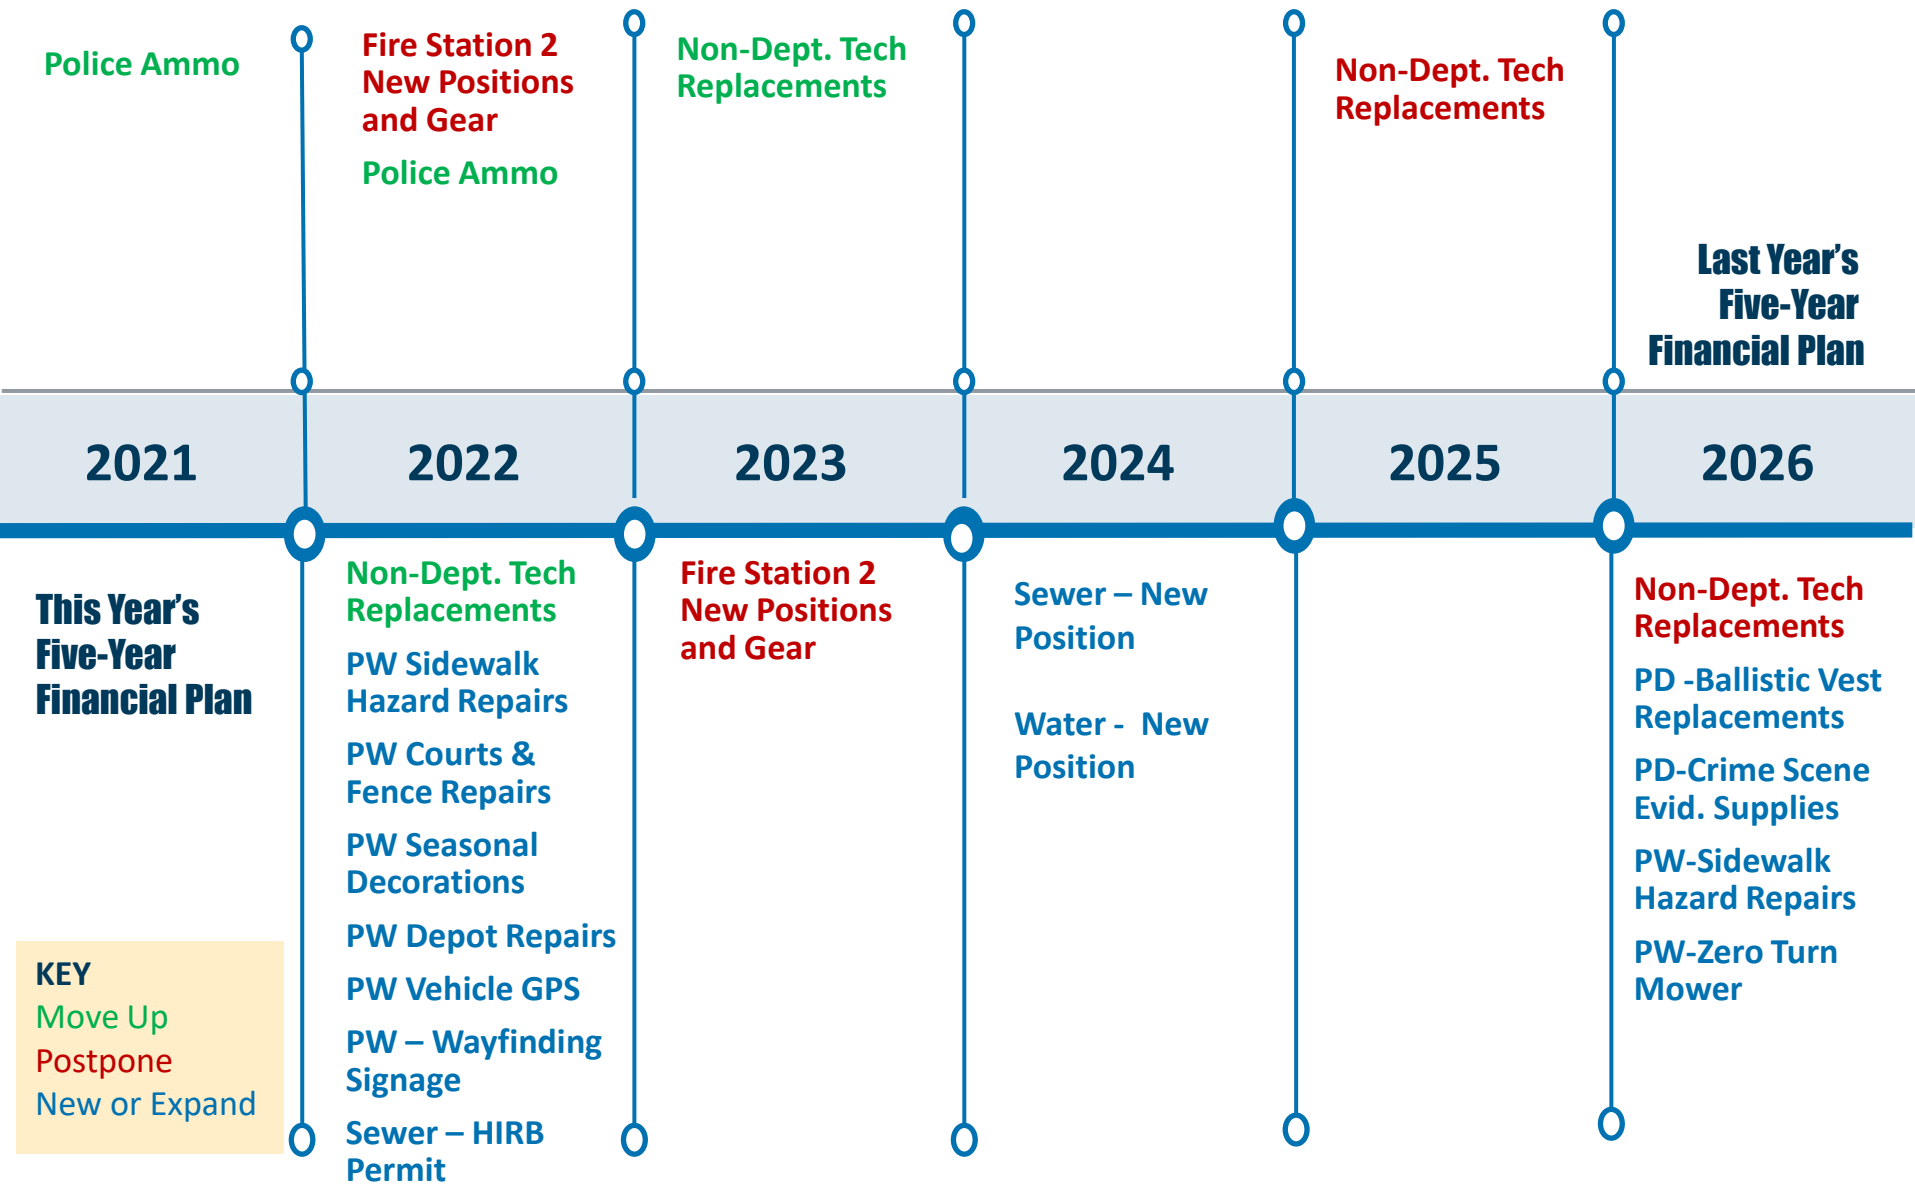 Police Ammo
Fire Station 2
New Positions
and Gear
Police Ammo
Non-Dept. Tech
Replacements
Non-Dept. Tech
Replacements
Last Year's
Five-Year
Financial Plan
2021
2022
2023
2024
2025
2026
This Year's
Five-Year
Financial Plan
KEY
Move Up
Postpone
New or Expand
Non-Dept. Tech
Replacements
PW Sidewalk
Hazard Repairs
PW Courts &
Fence Repairs
PW Seasonal
Decorations
PW Depot Repairs
PW Vehicle GPS
PW – Wayfinding
Signage
Sewer – HIRB
Permit
Fire Station 2
New Positions
and Gear
Sewer – New
Position
Water -  New
Position
Non-Dept. Tech
Replacements
PD -Ballistic Vest
Replacements
PD-Crime Scene
Evid. Supplies
PW-Sidewalk
Hazard Repairs
PW-Zero Turn
Mower